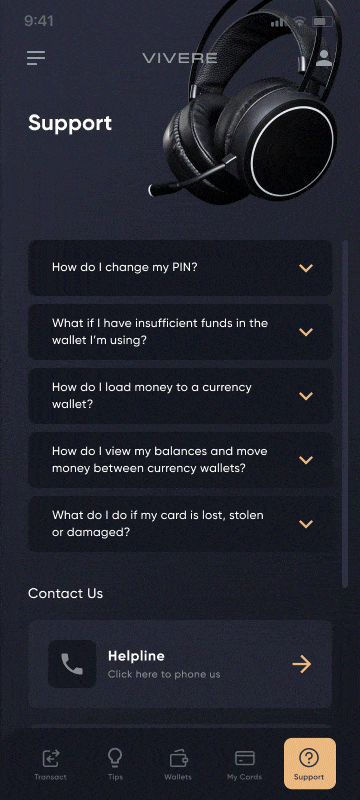 9:41
VIVERE
Support
How do I change my PIN?
What if I have insufficient funds in the
wallet I'm using?
How do I load money to a currency
wallet?
How do I view my balances and move
money between currency wallets?
What do I do if my card is lost, stolen
or damaged?
Contact Us
Helpline
Click here to phone us
Transact
Tips
Wallets
My Cards
Support